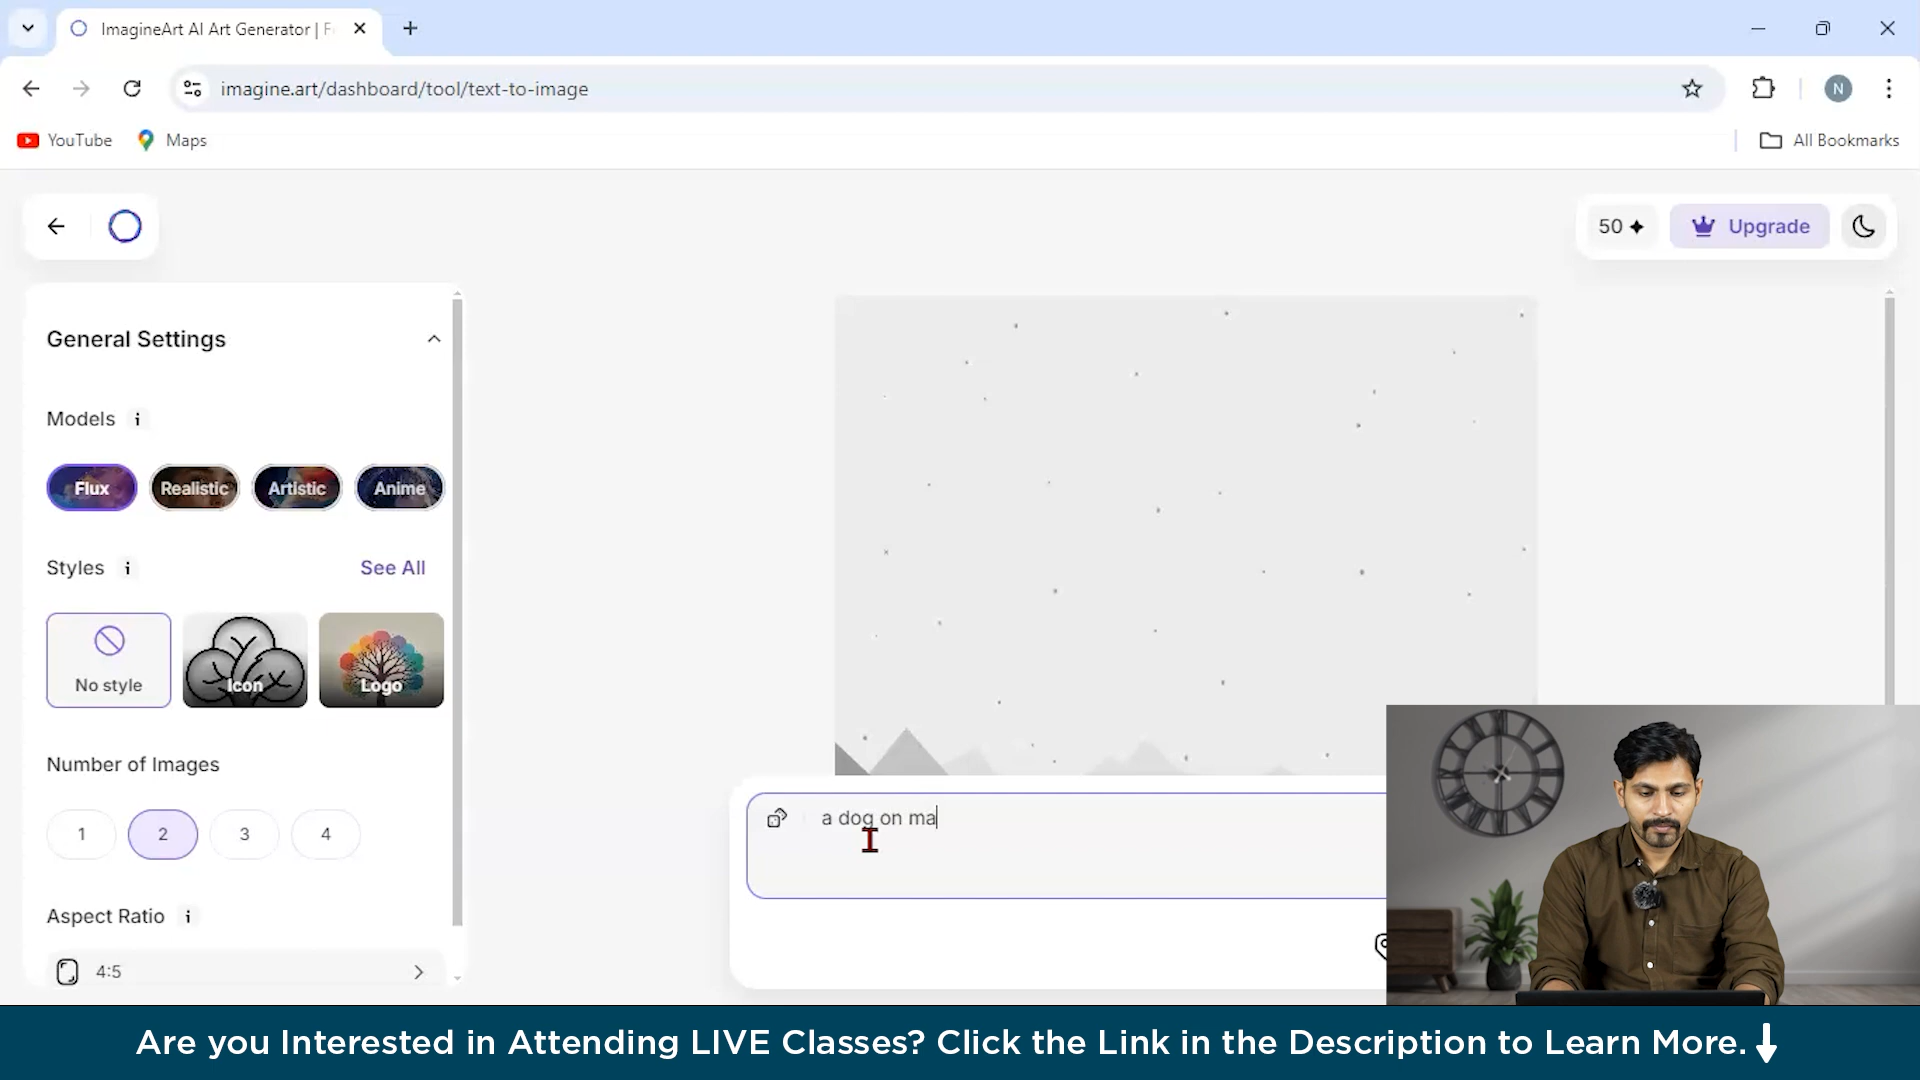 ImagineArt AI Art Generator | F
imagine.art/dashboard/tool/text-to-image
N
YouTube
Maps
All Bookmarks
50
Upgrade
General Settings
Models i
Flux
Realistic
Artistic
Anime
Styles i
See All
No style
Icon
Logo
Number of Images
1
2
3
4
Aspect Ratio i
4:5
a dog on ma
Are you Interested in Attending LIVE Classes? Click the Link in the Description to Learn More.